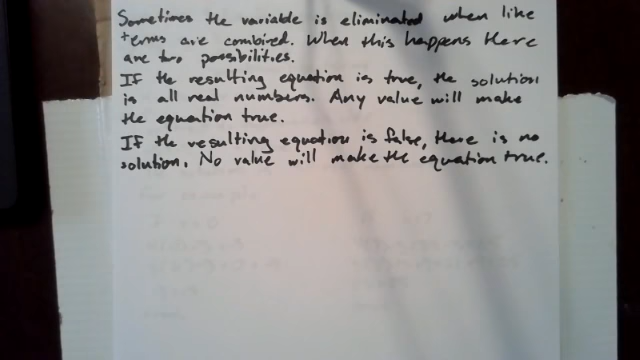 Sometimes the variable is eliminated when like
terms are combined. When this happens there
are two possibilities.
If the resulting equation is true, the solution
is all real numbers. Any value will make
the equation true.
If the resulting equation is false, there is no
solution. No value will make the equation true.